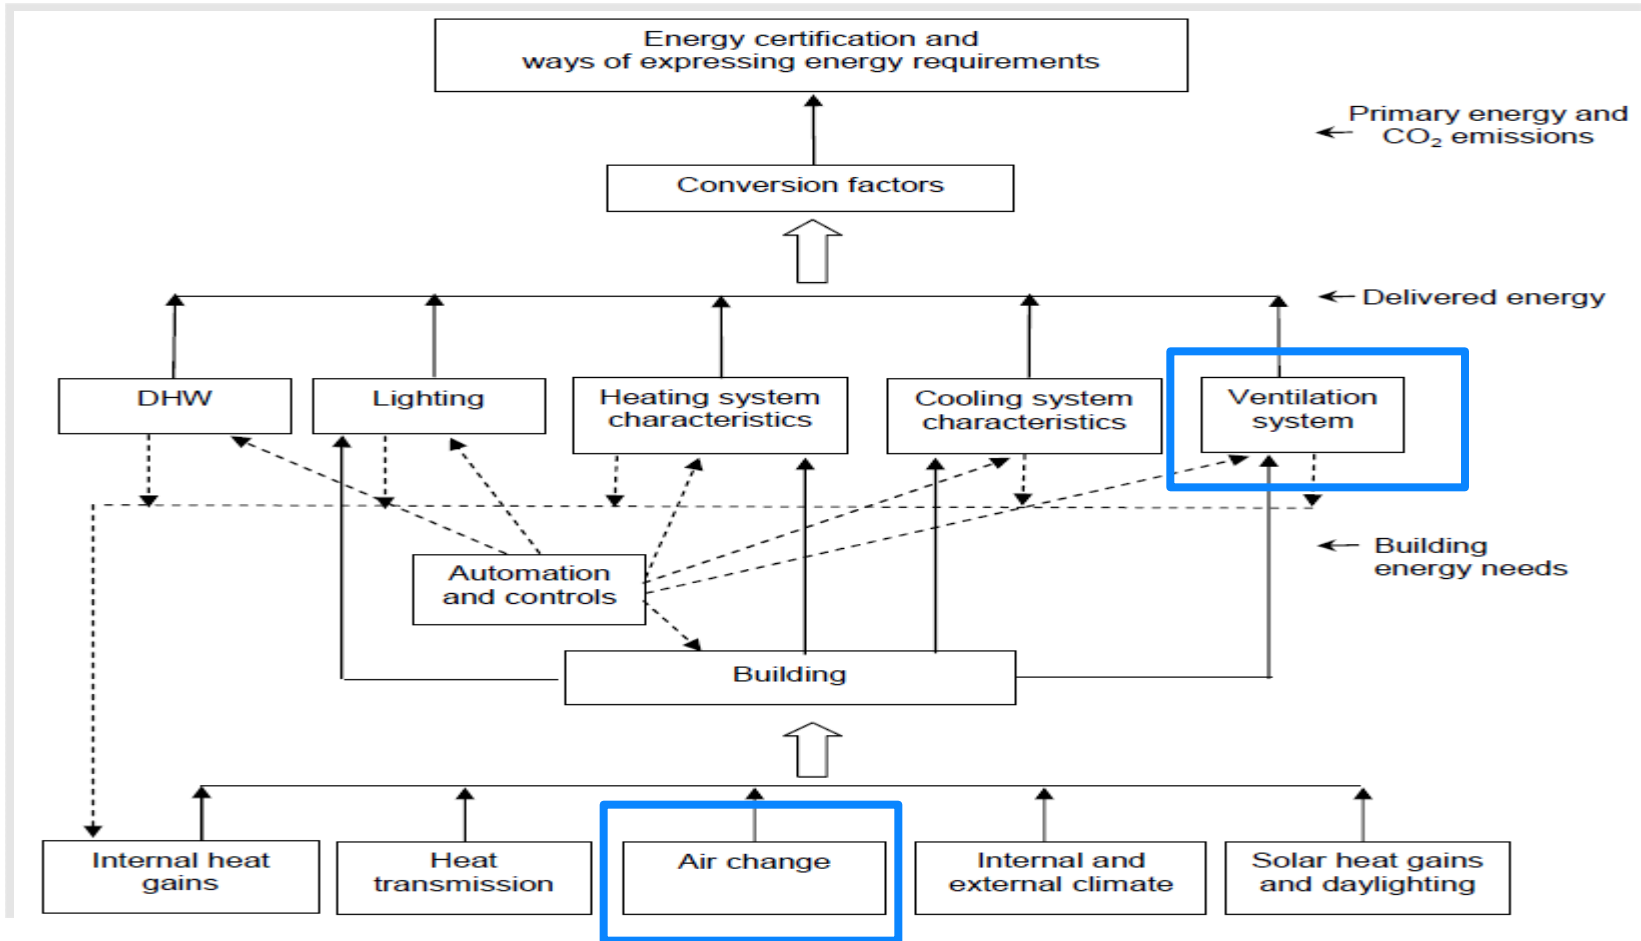 Energy certification and
ways of expressing energy requirements
Primary energy and
CO₂ emissions
Conversion factors
Delivered energy
DHW
Lighting
Heating system
characteristics
Cooling system
characteristics
Ventilation
system
Automation
and controls
Building
energy needs
Building
Internal heat
gains
Heat
transmission
Air change
Internal and
external climate
Solar heat gains
and daylighting